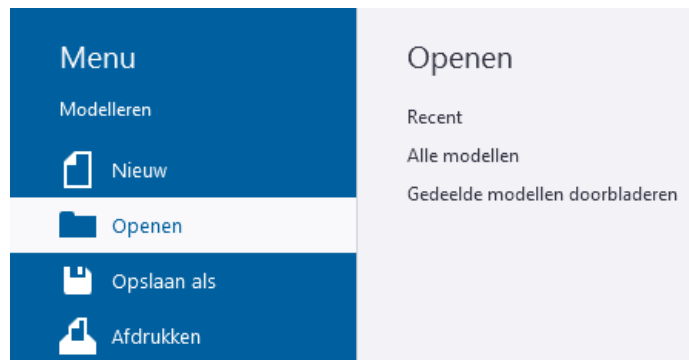 Menu
Modelleren
Nieuw
Openen
Opslaan als
Afdrukken
Openen
Recent
Alle modellen
Gedeelde modellen doorbladeren